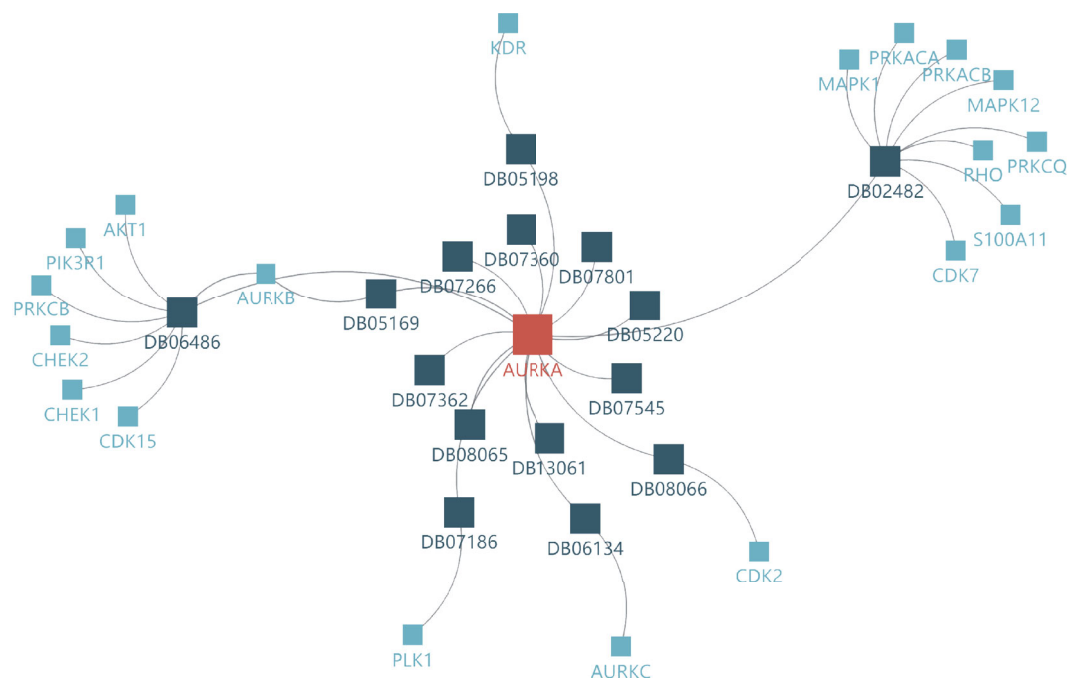 KDR
PRKACA
PRKACB
MAPK1
MAPK12
RHO
PRKCQ
DB05198
DB02482
AKT1
S100A11
PIK3R1
DB07360
DB07801
CDK7
DB07266
AURKB
PRKCB
DB05169
DB05220
DB06486
CHEK2
AURKA
DB07362
DB07545
CHEK1
CDK15
DB08065
DB13061
DB08066
DB07186
DB06134
CDK2
PLK1
AURKC